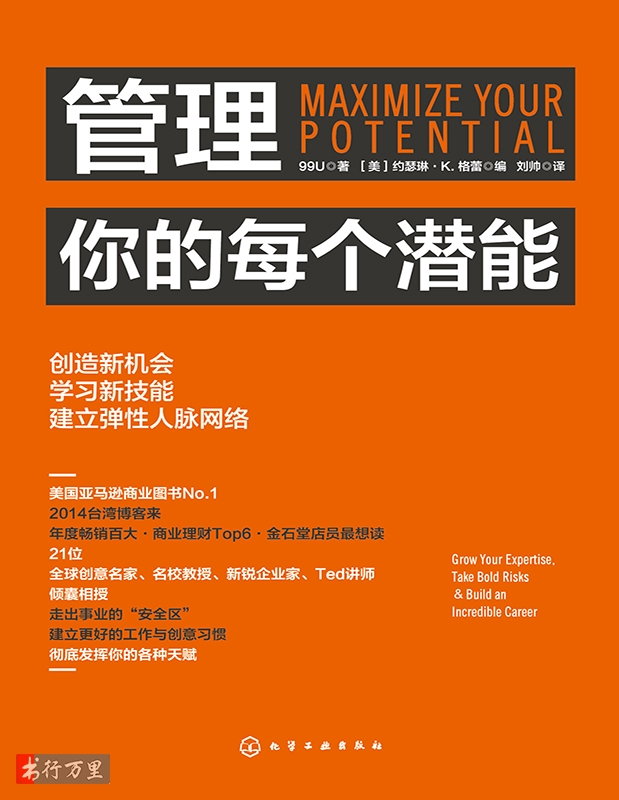 管理
MAXIMIZE YOUR
POTENTIAL
99U◎著 [美]约瑟琳·K.格蕾◎编 刘帅◎译
你的每个潜能
创造新机会
学习新技能
建立弹性人脉网络
美国亚马逊商业图书No.1
2014台湾博客来
年度畅销百大·商业理财Top6·金石堂店员最想读
21位
全球创意名家、名校教授、新锐企业家、Ted讲师
倾囊相授
走出事业的“安全区”
建立更好的工作与创意习惯
彻底发挥你的各种天赋
Grow Your Expertise,
Take Bold Risks
& Build an
Incredible Career
化学工业出版社
书行万里